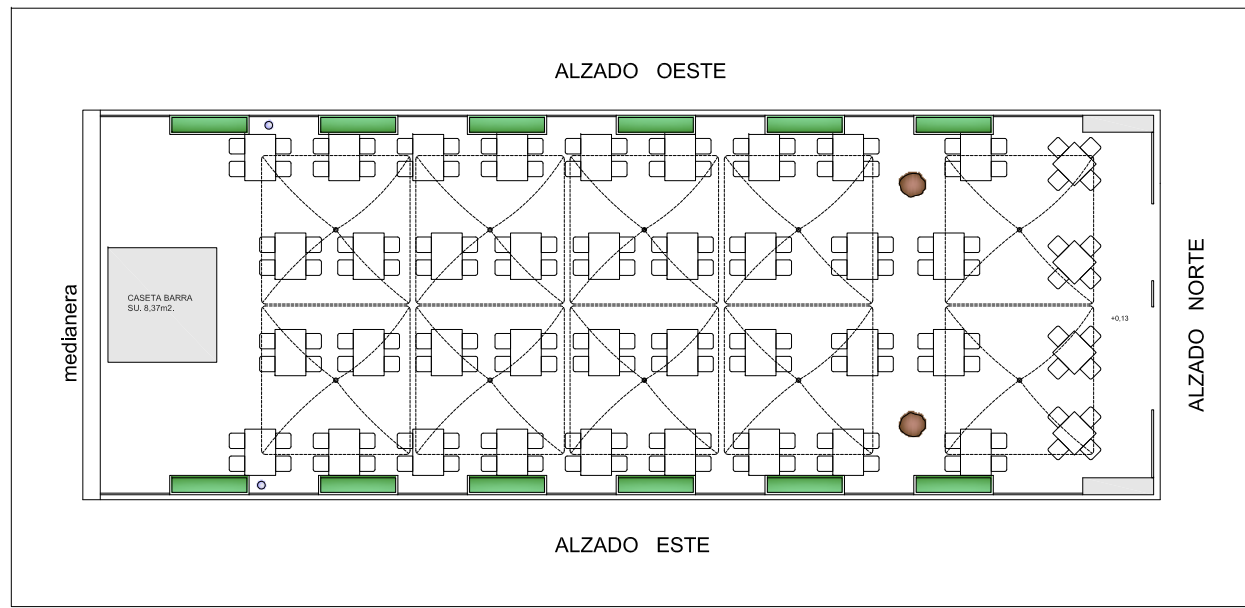 ALZADO OESTE
medianera
CASETA BARRA
SU. 8,37m2.
+0,13
ALZADO NORTE
ALZADO ESTE